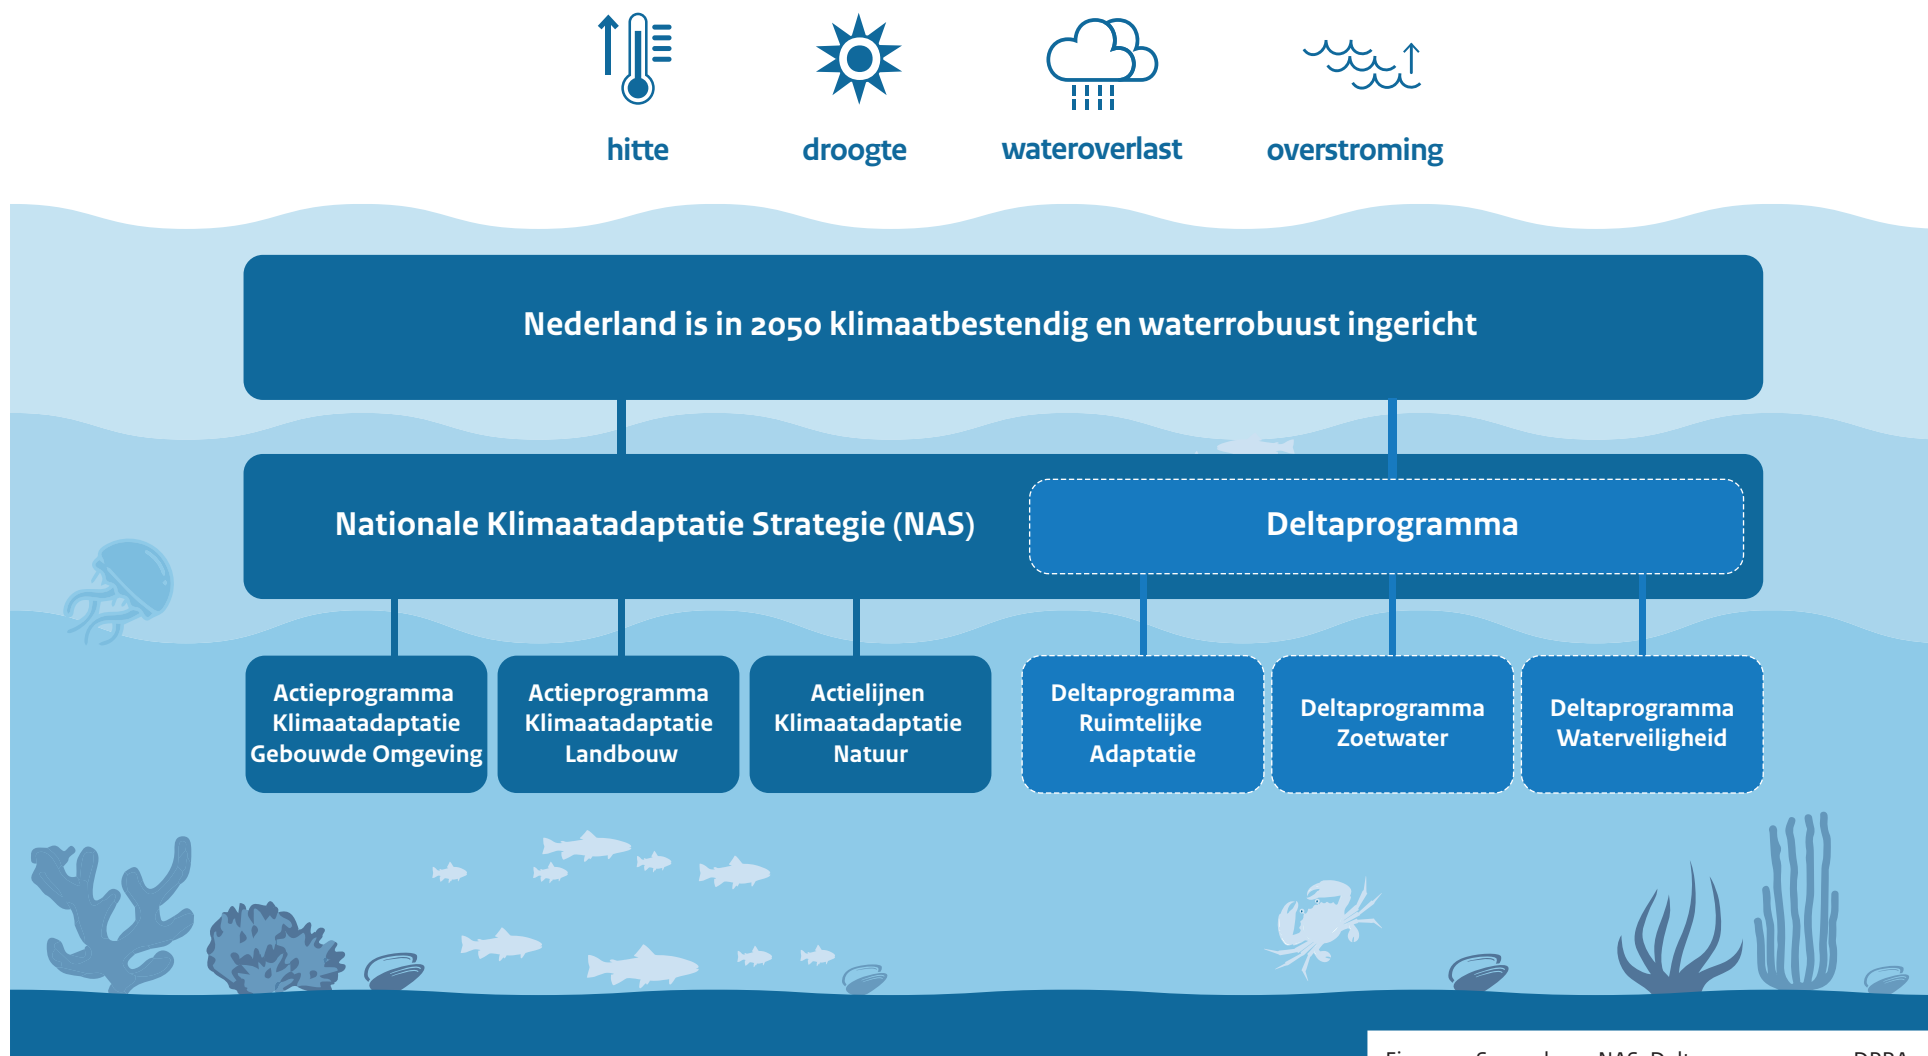 hitte
droogte
wateroverlast
overstroming
Nederland is in 2050 klimaatbestendig en waterrobuust ingericht
Nationale Klimaatadaptatie Strategie (NAS)
Deltaprogramma
Actieprogramma
Klimaatadaptatie
Gebouwde Omgeving
Actieprogramma
Klimaatadaptatie
Landbouw
Actielijnen
Klimaatadaptatie
Natuur
Deltaprogramma
Ruimtelijke
Adaptatie
Deltaprogramma
Zoetwater
Deltaprogramma
Waterveiligheid